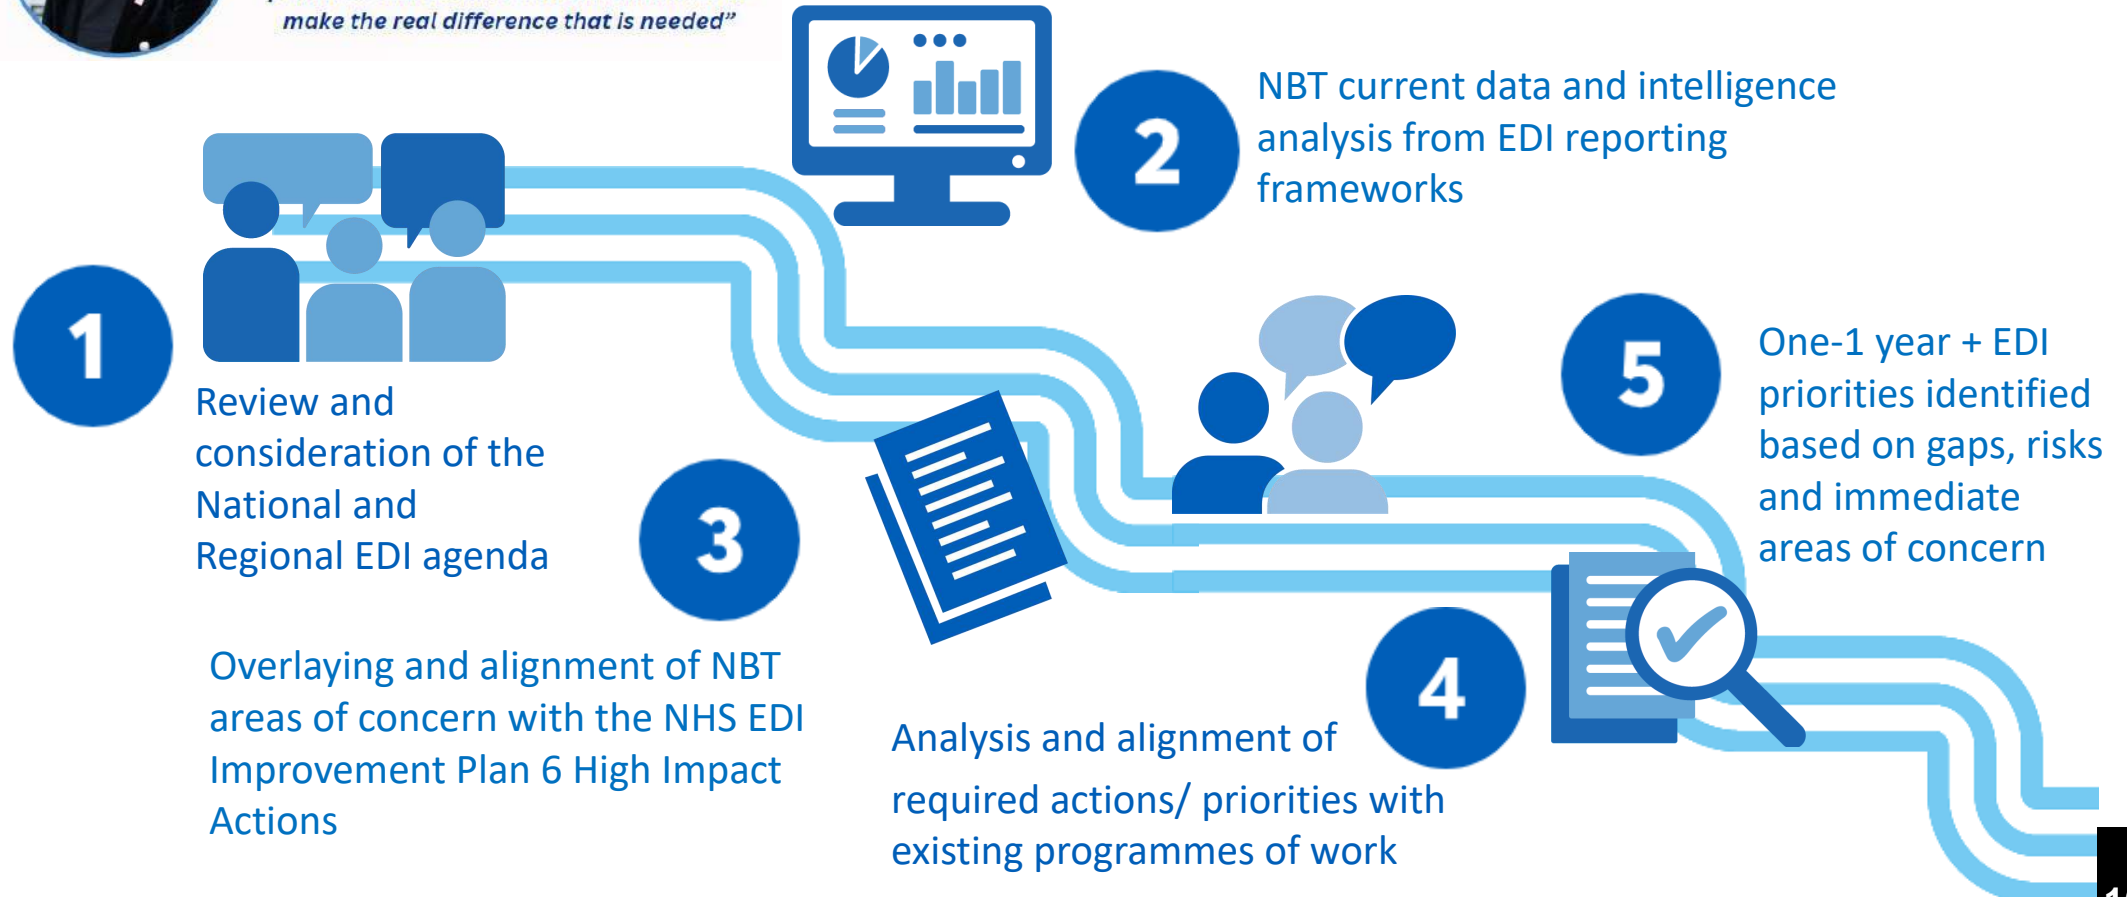 make the real difference that is needed”
1
Review and
consideration of the
National and
Regional EDI agenda
2
NBT current data and intelligence
analysis from EDI reporting
frameworks
3
Overlaying and alignment of NBT
areas of concern with the NHS EDI
Improvement Plan 6 High Impact
Actions
4
Analysis and alignment of
required actions/ priorities with
existing programmes of work
5
One-1 year + EDI
priorities identified
based on gaps, risks
and immediate
areas of concern